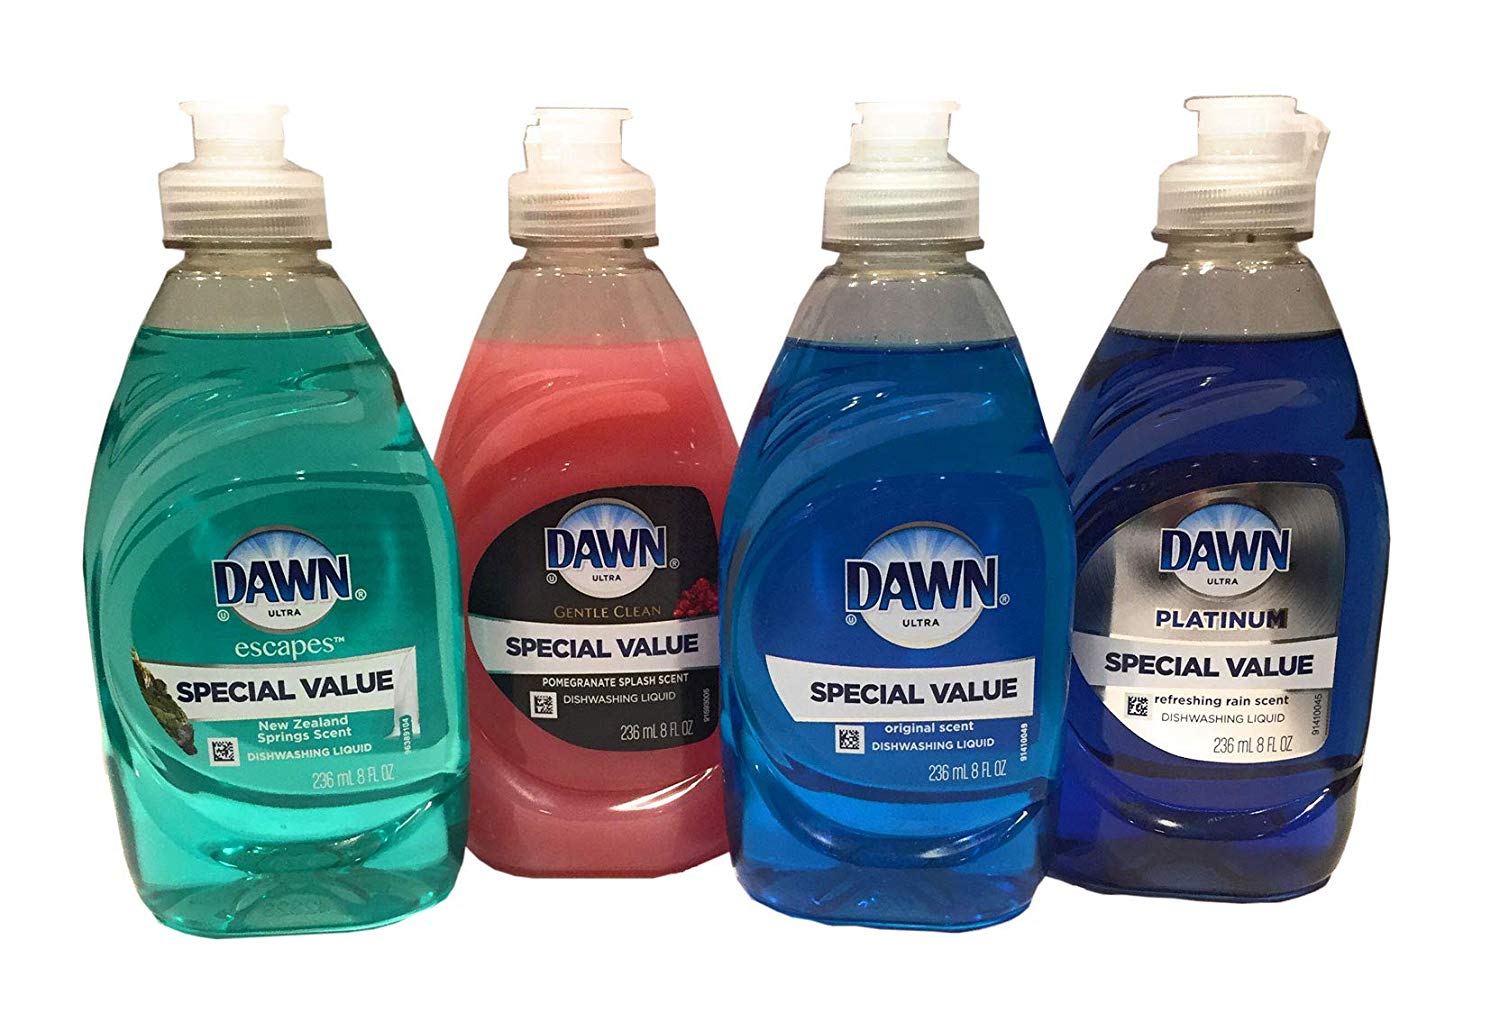 DAWN
ULTRA
escapes™
SPECIAL VALUE
New Zealand
Springs Scent
DISHWASHING LIQUID
236 mL 8 FL OZ
DAWN
ULTRA
GENTLE CLEAN
SPECIAL VALUE
POMEGRANATE SPLASH SCENT
DISHWASHING LIQUID
236 mL 8 FL OZ
91693005
DAWN
ULTRA
SPECIAL VALUE
original scent
DISHWASHING LIQUID
236 mL 8 FL OZ
91410049
DAWN
ULTRA
PLATINUM
SPECIAL VALUE
refreshing rain scent
DISHWASHING LIQUID
236 mL 8 FL OZ
91410045